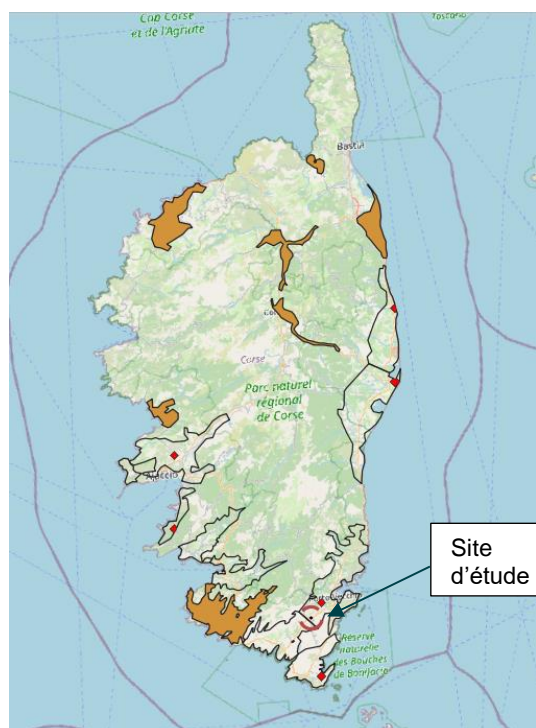 Cap Corse
et de l'Agriate
Toscano
Bastia
Corse
Parc naturel
régional
de Corse
Ajaccio
Site
d'étude
Réserve
naturelle
des Bouches
de Bonifacio